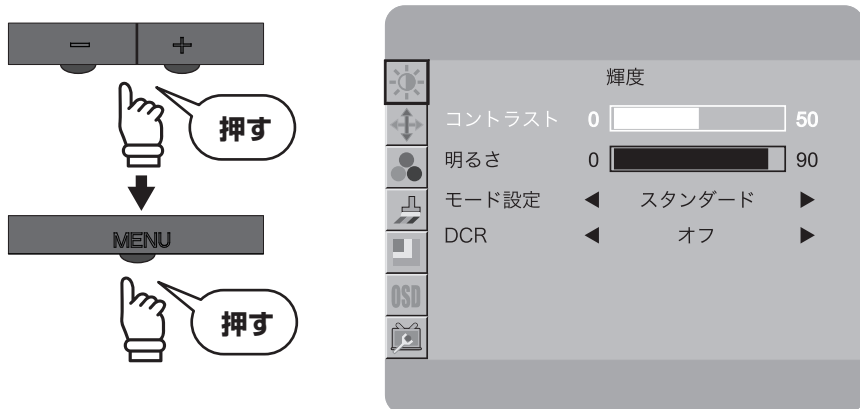 − +
押す
MENU
押す
輝度
コントラスト 0 50
明るさ 0 90
モード設定 ◀ スタンダード ▶
DCR ◀ オフ ▶
OSD